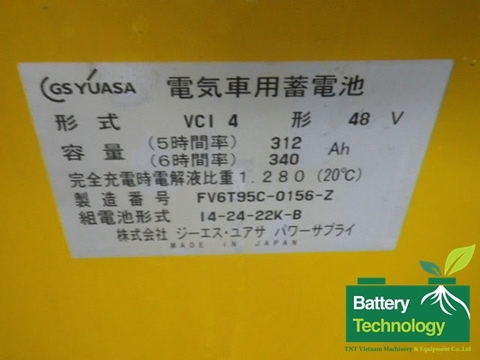 GS YUASA 電気車用蓄電池
形式 VCI 4 形 48 V
容量 (5時間率) 312 Ah
(6時間率) 340
完全充電時電解液比重 1.280 (20°C)
製造番号 FV6T95C-0156-Z
組電池形式 14-24-22K-B
株式会社 ジーエス・ユアサ パワーサプライ
MADE IN JAPAN
Battery
Technology
TNT Vietnam Machinery & Equipment Co.,Ltd